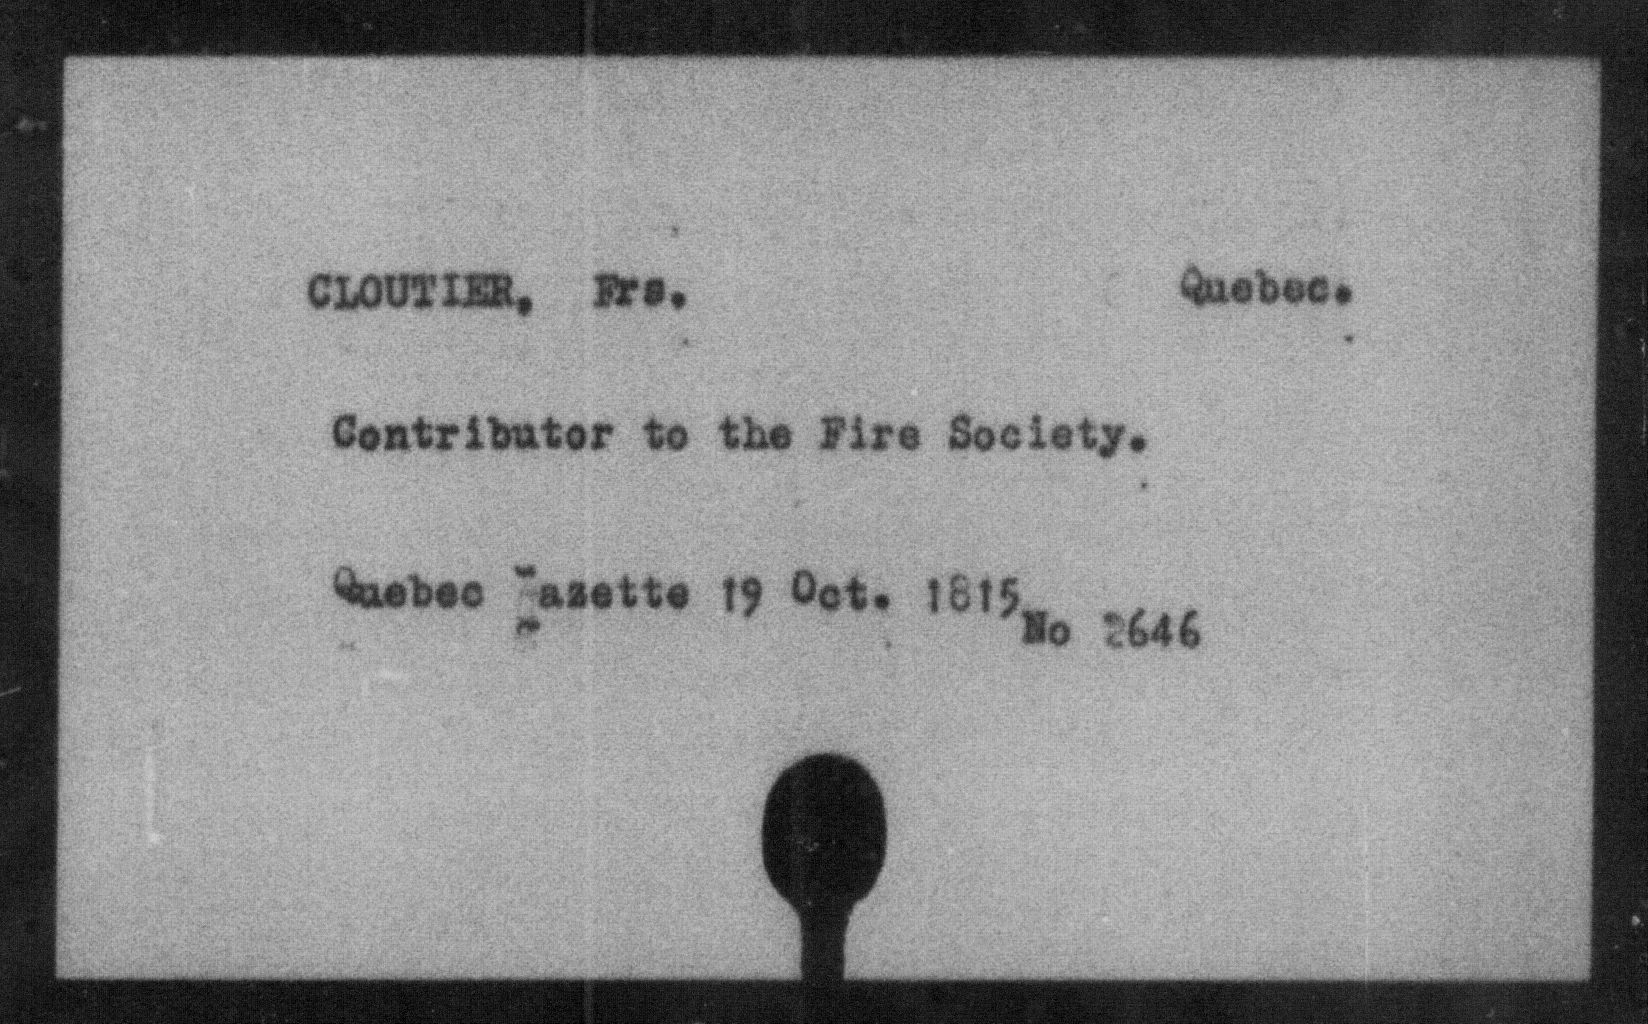 CLOUTIER, Frs. Quebec.
Contributor to the Fire Society.
Quebec Gazette 19 Oct. 1815
No 2646